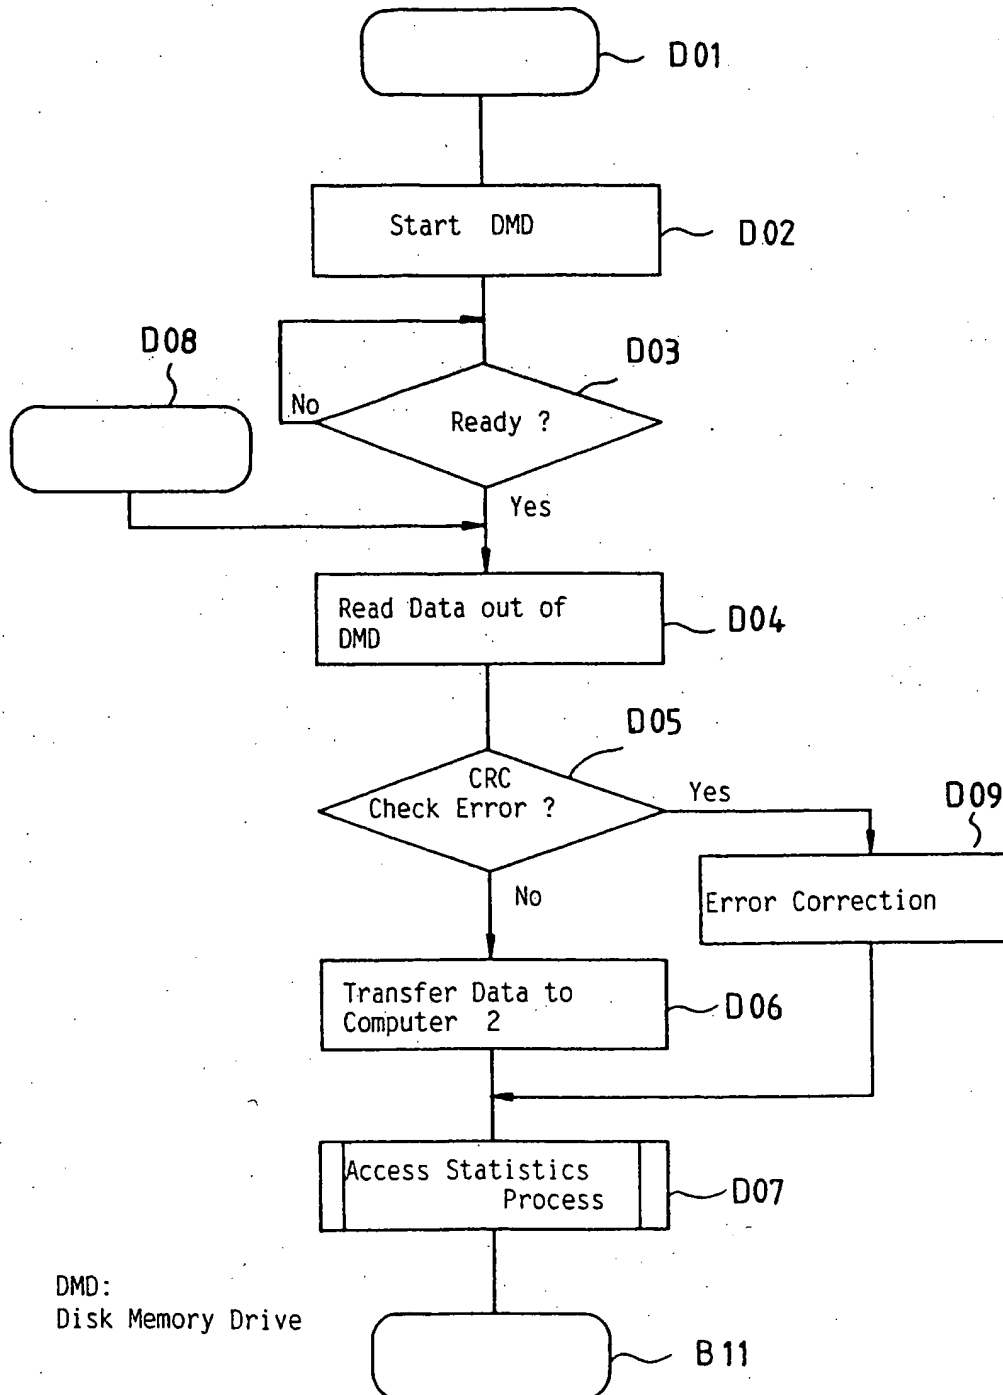 D01
Start DMD
D02
D08
D03
No
Ready ?
Yes
Read Data out of
DMD
D04
D05
CRC
Check Error ?
Yes
D09
No
Error Correction
Transfer Data to
Computer 2
D06
Access Statistics
Process
D07
DMD:
Disk Memory Drive
B11